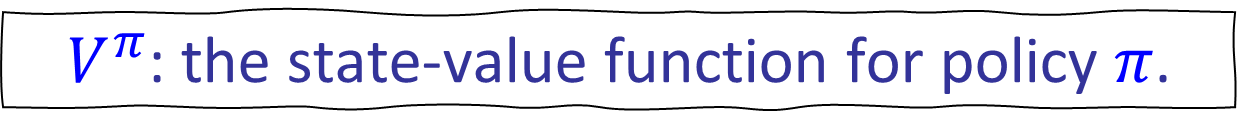 𝑉^𝜋: the state-value function for policy 𝜋.